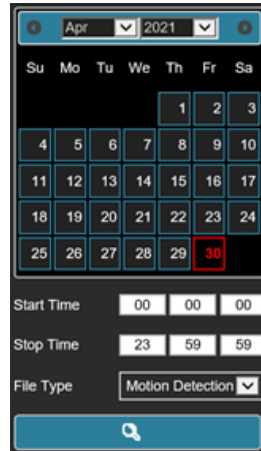 Apr 2021
Su Mo Tu We Th Fr Sa
1 2 3
4 5 6 7 8 9 10
11 12 13 14 15 16 17
18 19 20 21 22 23 24
25 26 27 28 29 30
Start Time 00 00 00
Stop Time 23 59 59
File Type Motion Detection